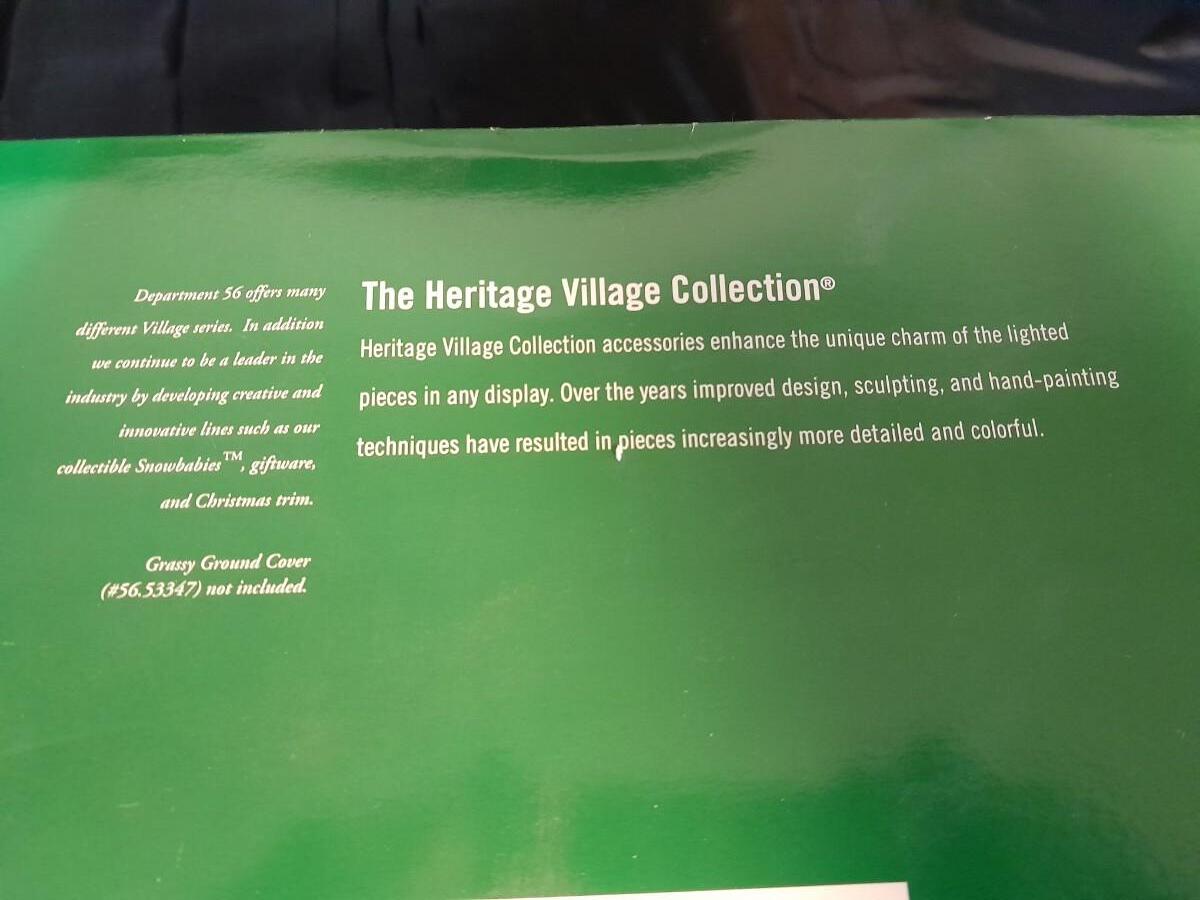 Department 56 offers many
different Village series. In addition
we continue to be a leader in the
industry by developing creative and
innovative lines such as our
collectible Snowbabies™, giftware,
and Christmas trim.
Grassy Ground Cover
(#56.53347) not included.
The Heritage Village Collection®
Heritage Village Collection accessories enhance the unique charm of the lighted
pieces in any display. Over the years improved design, sculpting, and hand-painting
techniques have resulted in pieces increasingly more detailed and colorful.